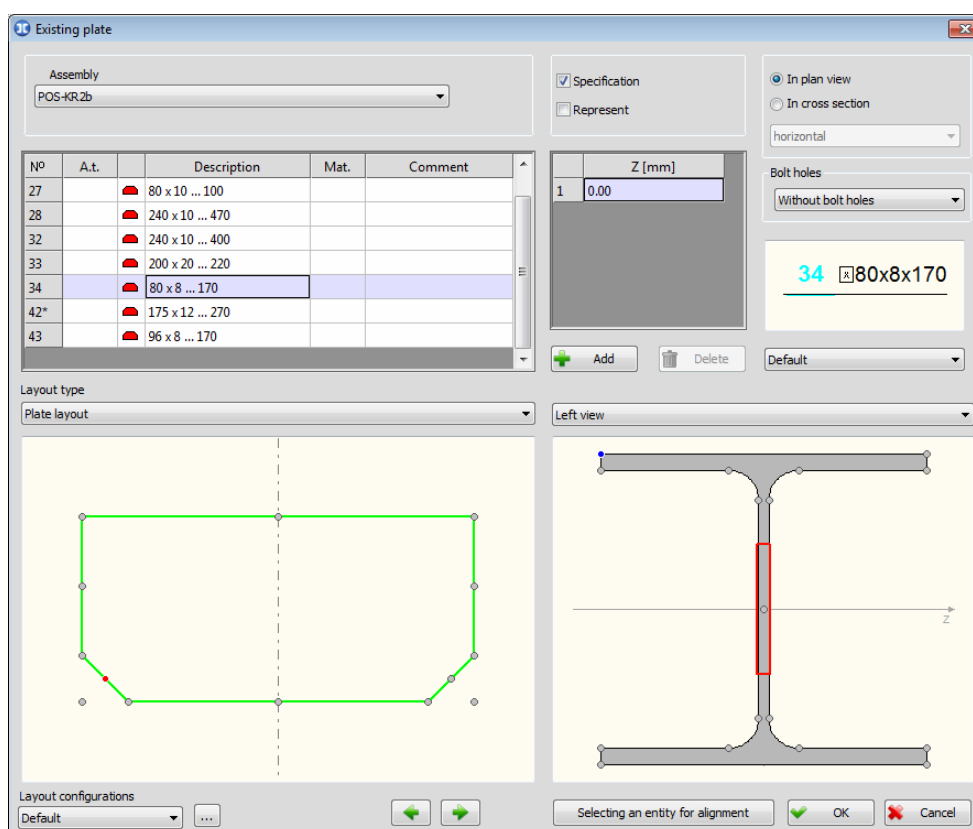 Existing plate
Assembly
POS-KR2b
Specification
Represent
In plan view
In cross section
horizontal
Nº A.t. Description Mat. Comment
27 80 x 10 ... 100
28 240 x 10 ... 470
32 240 x 10 ... 400
33 200 x 20 ... 220
34 80 x 8 ... 170
42* 175 x 12 ... 270
43 96 x 8 ... 170
Z [mm]
1 0.00
Add Delete
Bolt holes
Without bolt holes
34 x 80x8x170
Default
Layout type
Plate layout
Left view
Z
Layout configurations
Default ...
Selecting an entity for alignment OK Cancel